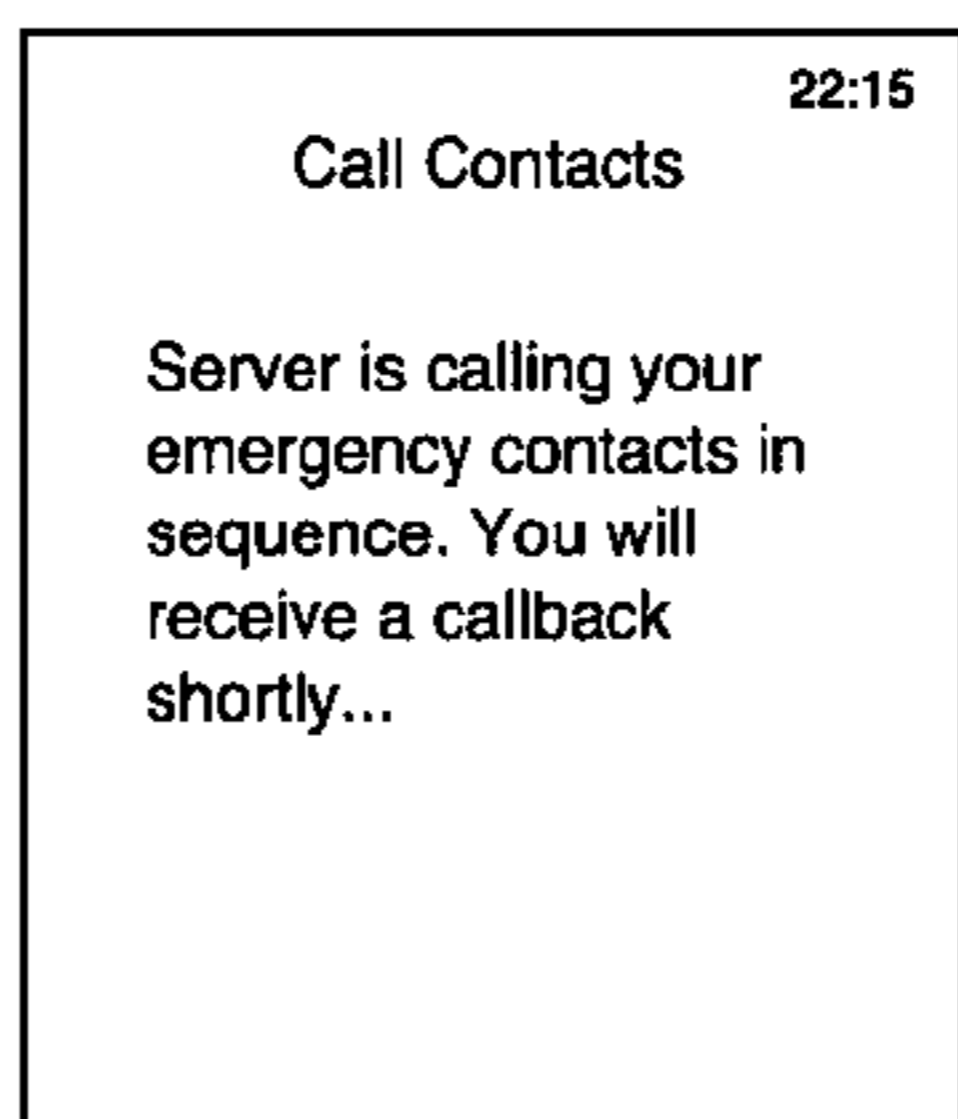 22:15
Call Contacts
Server is calling your
emergency contacts in
sequence. You will
receive a callback
shortly...